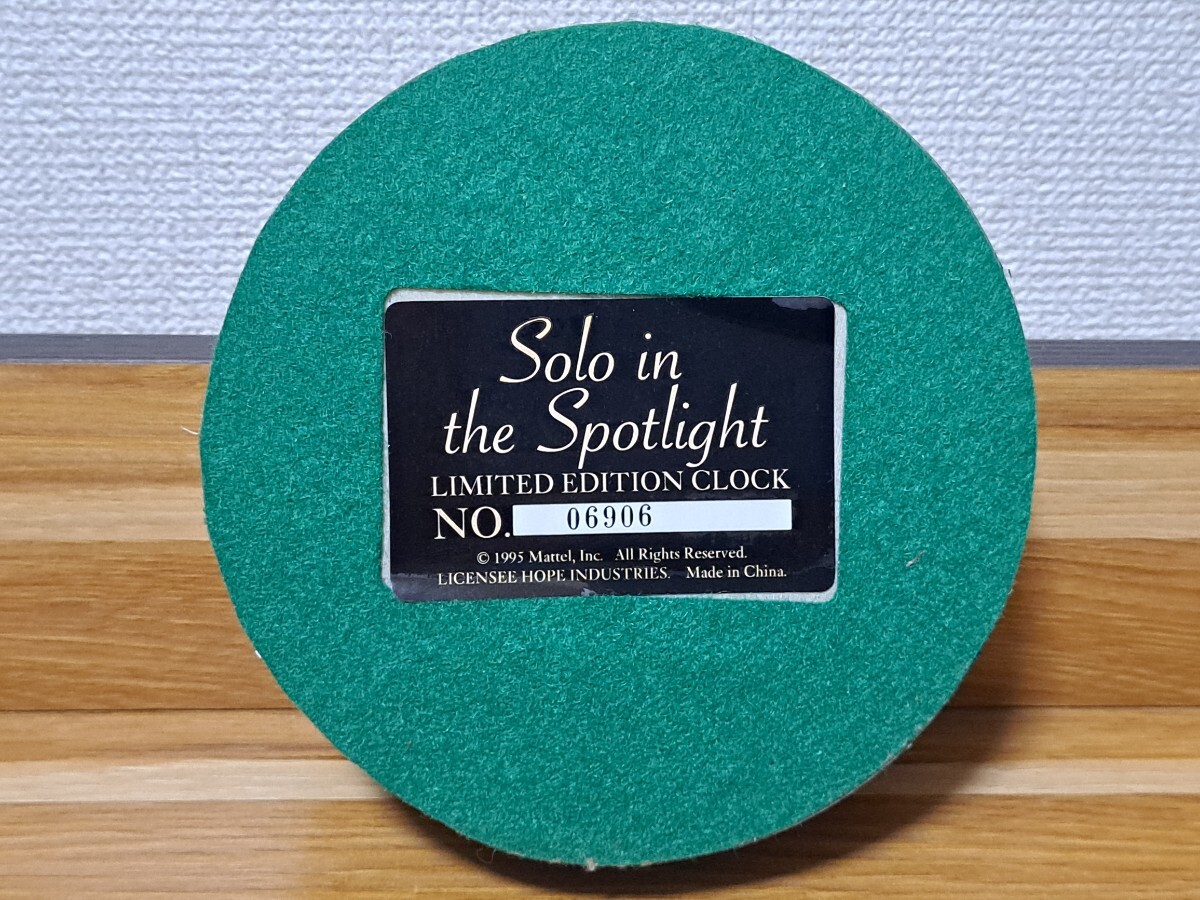 Solo in
the Spotlight
LIMITED EDITION CLOCK
NO. 06906
© 1995 Mattel, Inc. All Rights Reserved.
LICENSEE HOPE INDUSTRIES. Made in China.